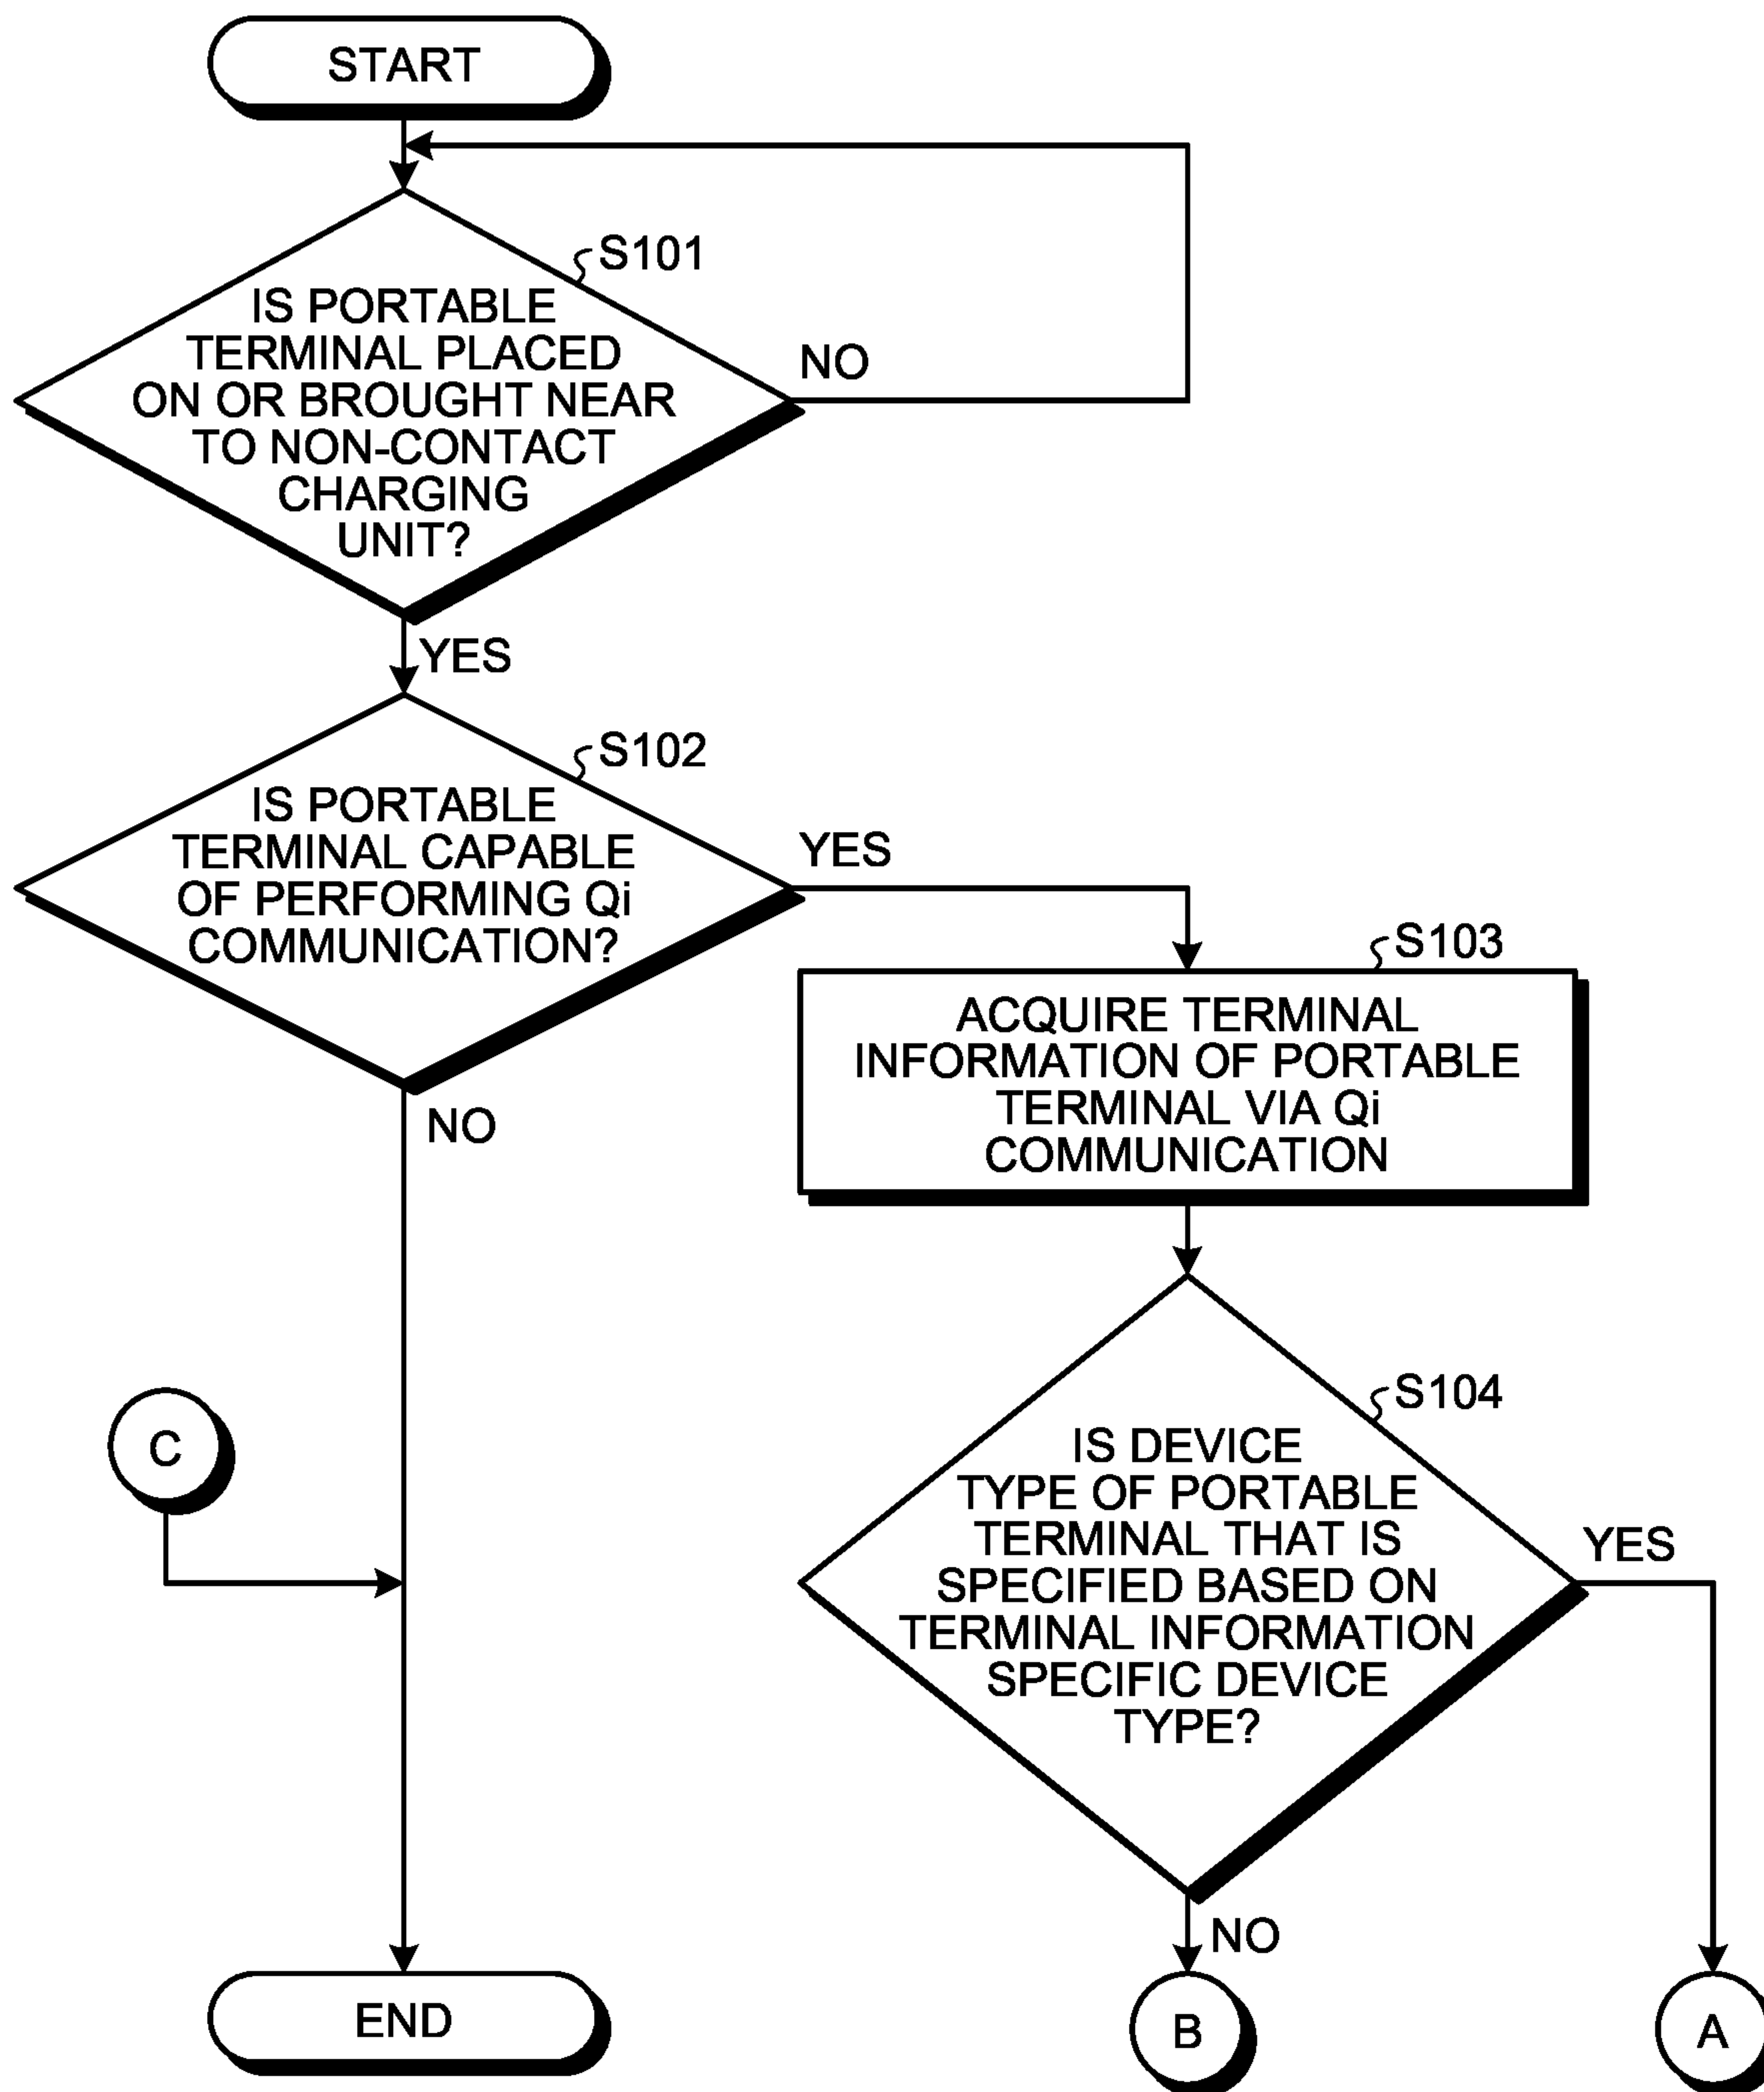 START
S101
IS PORTABLE
TERMINAL PLACED
ON OR BROUGHT NEAR
TO NON-CONTACT
CHARGING
UNIT?
NO
YES
S102
IS PORTABLE
TERMINAL CAPABLE
OF PERFORMING Qi
COMMUNICATION?
YES
NO
S103
ACQUIRE TERMINAL
INFORMATION OF PORTABLE
TERMINAL VIA Qi
COMMUNICATION
S104
IS DEVICE
TYPE OF PORTABLE
TERMINAL THAT IS
SPECIFIED BASED ON
TERMINAL INFORMATION
SPECIFIC DEVICE
TYPE?
YES
NO
C
END
B
A